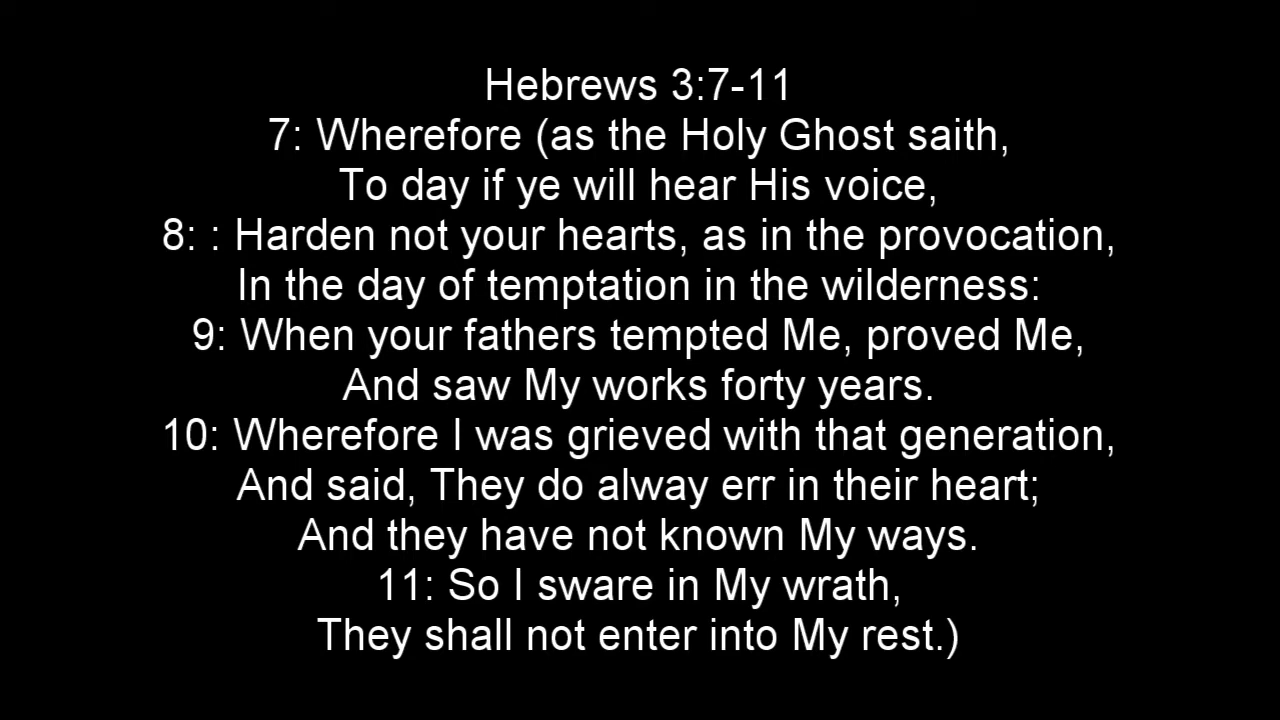 Hebrews 3:7-11
7: Wherefore (as the Holy Ghost saith,
To day if ye will hear His voice,
8: : Harden not your hearts, as in the provocation,
In the day of temptation in the wilderness:
9: When your fathers tempted Me, proved Me,
And saw My works forty years.
10: Wherefore I was grieved with that generation,
And said, They do alway err in their heart;
And they have not known My ways.
11: So I sware in My wrath,
They shall not enter into My rest.)